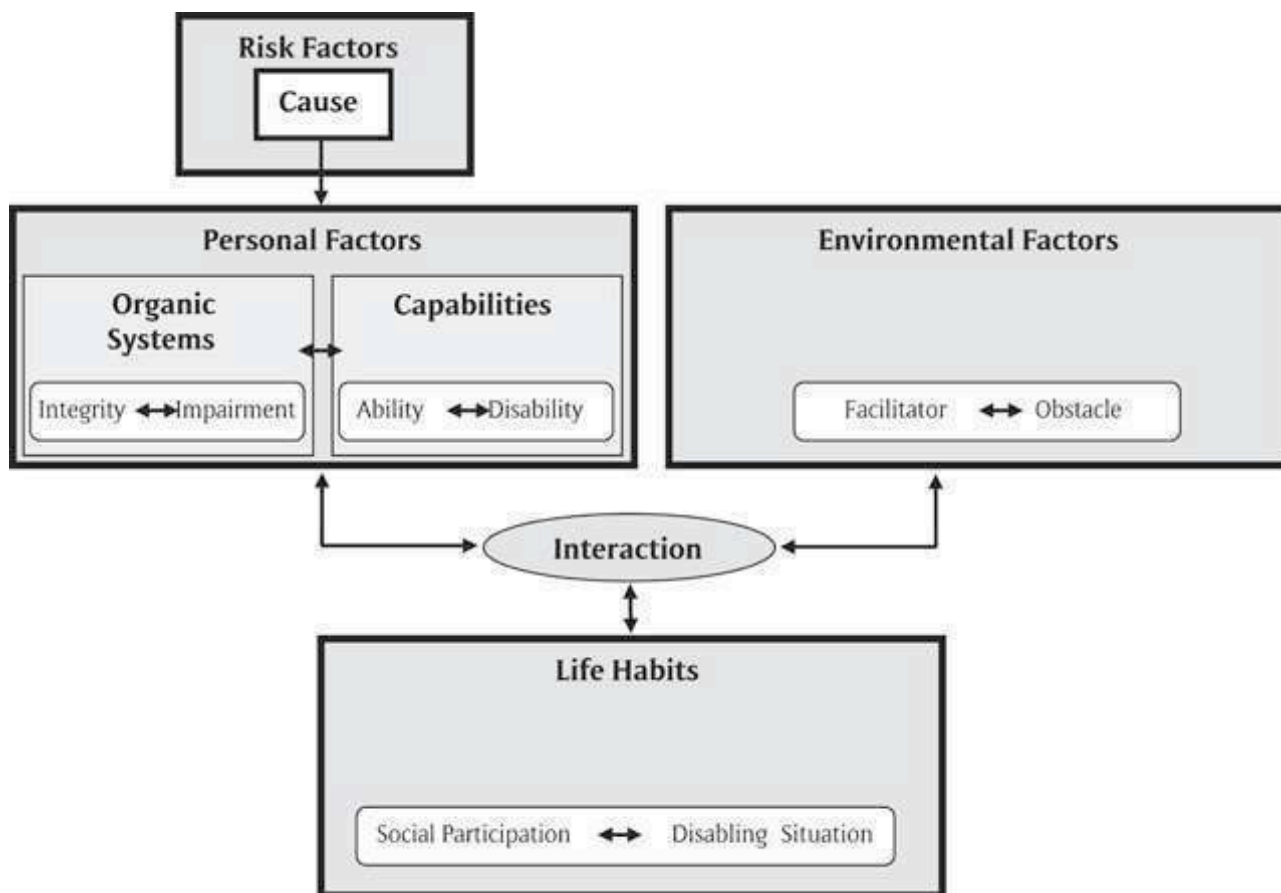 Risk Factors
Cause
Personal Factors
Organic
Systems
Integrity Impairment
Capabilities
Ability Disability
Environmental Factors
Facilitator Obstacle
Interaction
Life Habits
Social Participation Disabling Situation